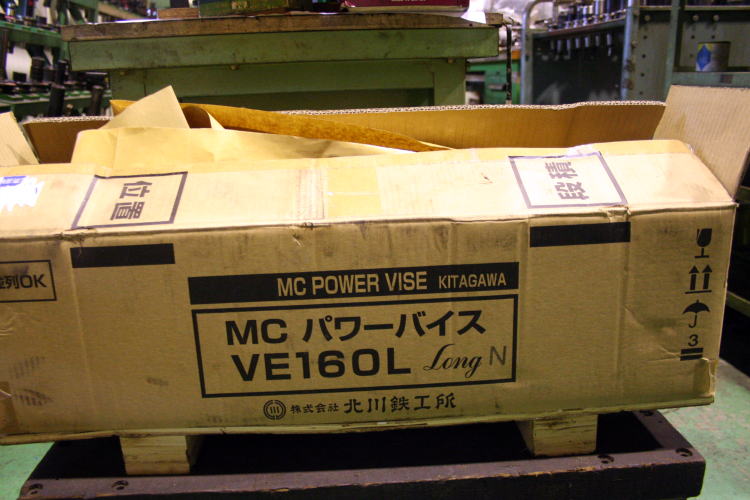 位置
段積
並列OK
MC POWER VISE KITAGAWA
MC パワーバイス
VE160L Long N
株式会社 北川鉄工所
3